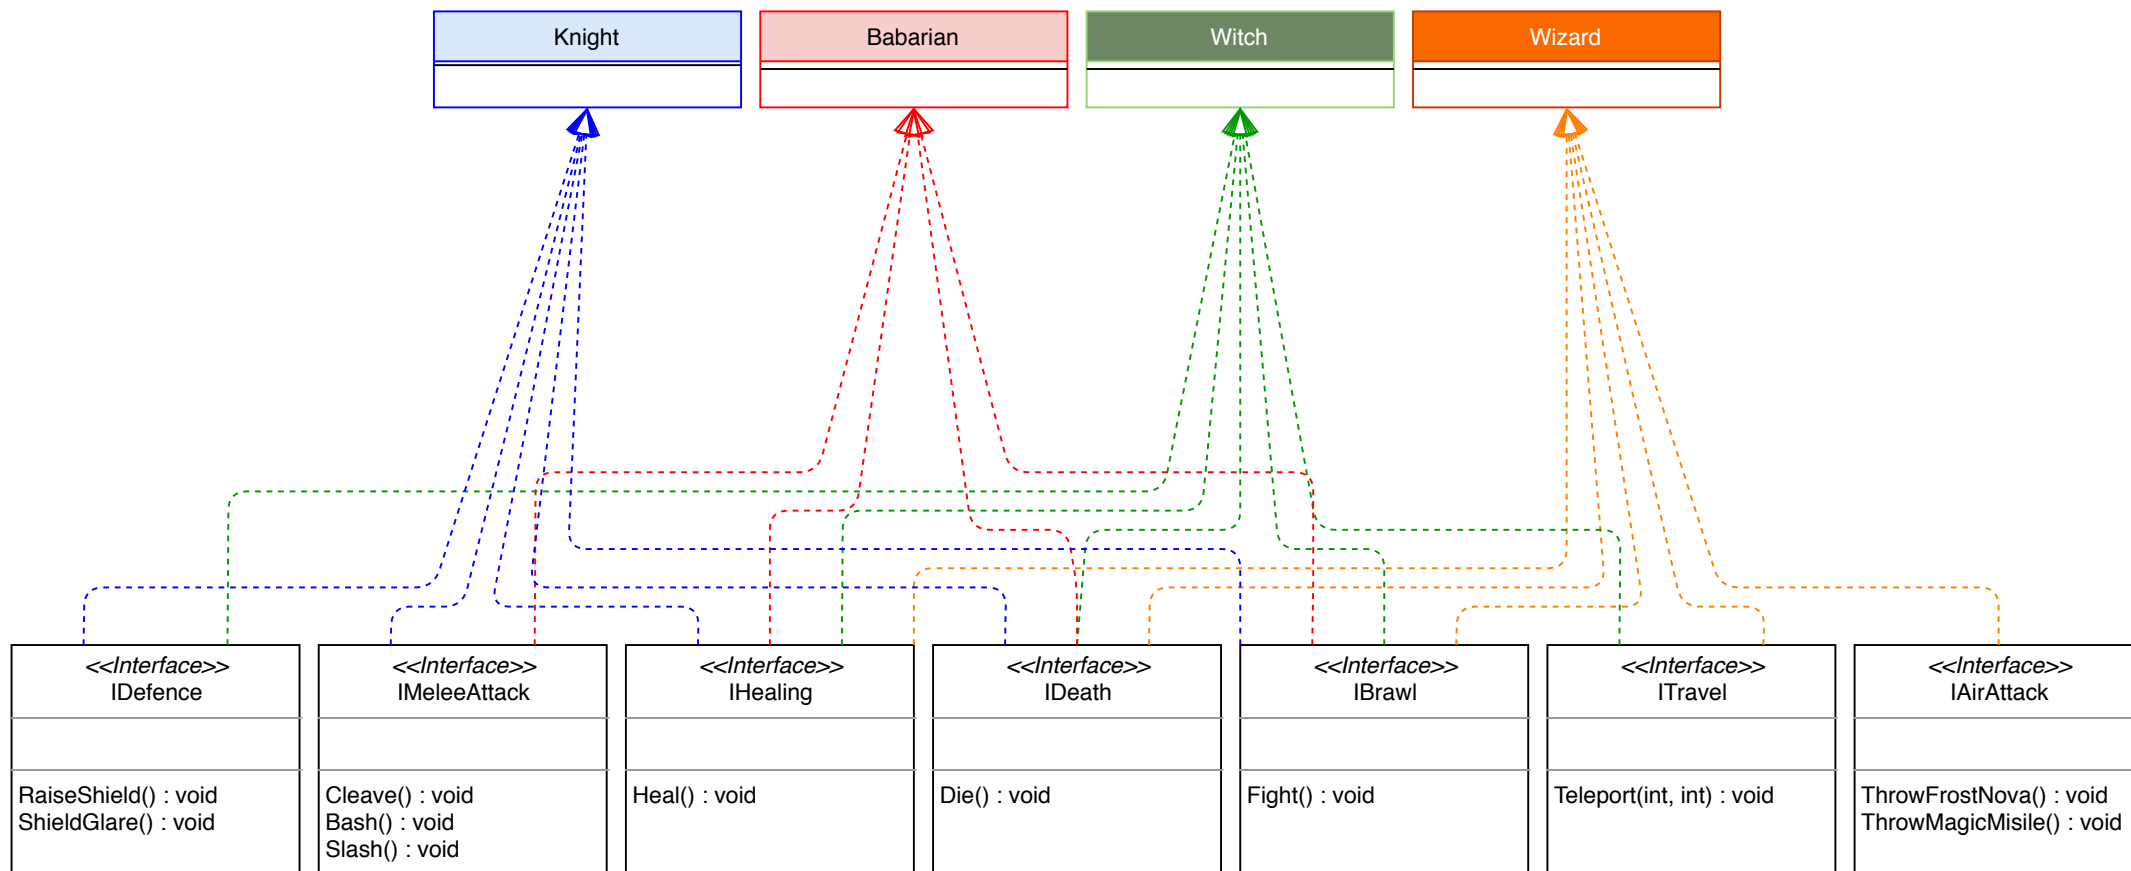 Knight
Babarian
Witch
Wizard
<<Interface>>
IDefence
RaiseShield() : void
ShieldGlare() : void
<<Interface>>
IMeleeAttack
Cleave() : void
Bash() : void
Slash() : void
<<Interface>>
IHealing
Heal() : void
<<Interface>>
IDeath
Die() : void
<<Interface>>
IBrawl
Fight() : void
<<Interface>>
ITravel
Teleport(int, int) : void
<<Interface>>
IAirAttack
ThrowFrostNova() : void
ThrowMagicMisile() : void